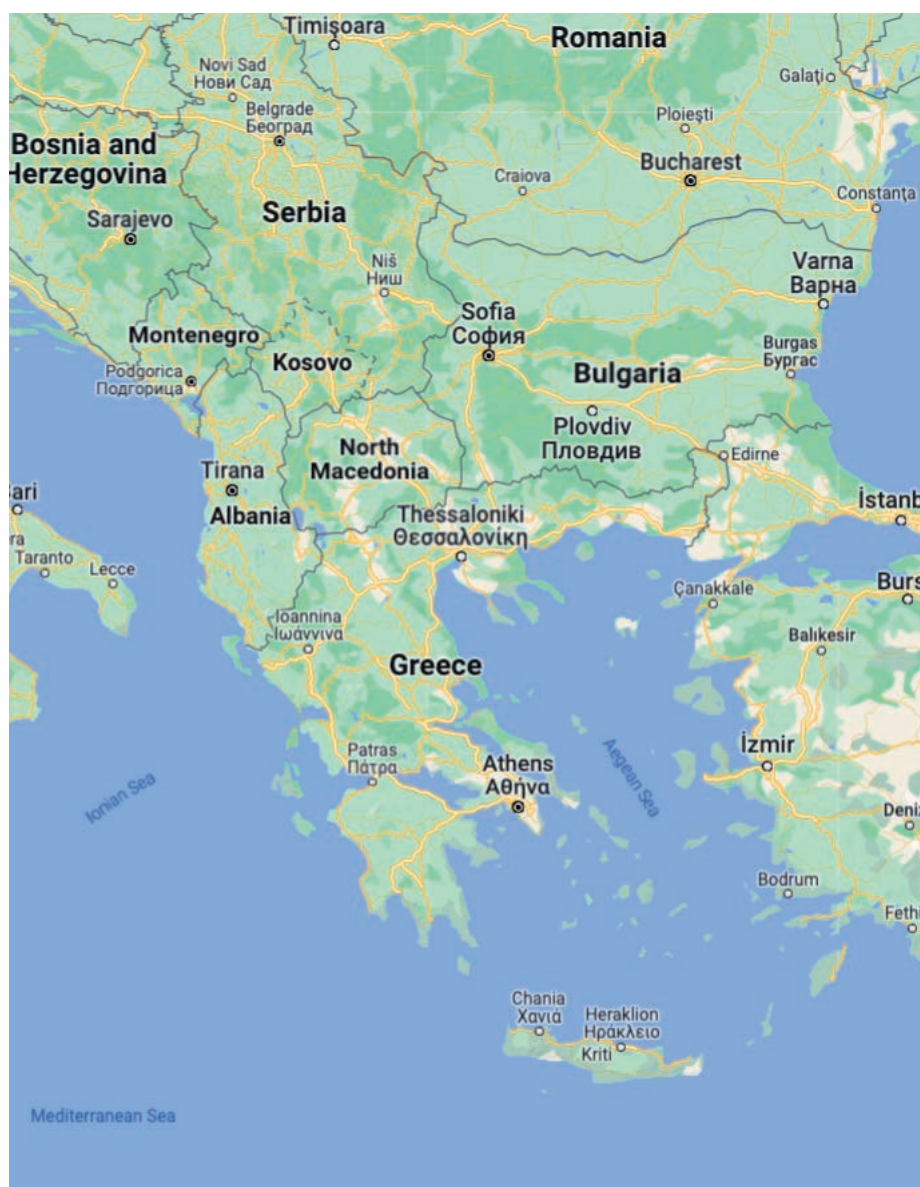 Timișoara
Romania
Novi Sad
Нови Сад
Galați
Belgrade
Београд
Ploiești
Bosnia and
Herzegovina
Bucharest
Craiova
Constanța
Sarajevo
Serbia
Niš
Ниш
Varna
Варна
Sofia
София
Montenegro
Burgas
Бургас
Kosovo
Podgorica
Подгорица
Bulgaria
Plovdiv
Пловдив
North
Macedonia
Edirne
Tirana
Albania
Thessaloniki
Θεσσαλονίκη
İstanb
Bari
ra
Taranto
Lecce
Çanakkale
Burs
Ioannina
Ιωάννινα
Balıkesir
Greece
Patras
Πάτρα
Athens
Αθήνα
İzmir
Aegean Sea
Ionian Sea
Deniz
Bodrum
Fethi
Chania
Χανιά
Heraklion
Ηράκλειο
Kriti
Mediterranean Sea